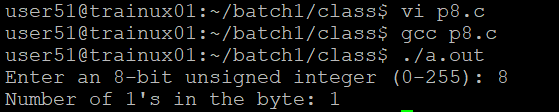 user51@trainux01:~/batch1/class$ vi p8.c
user51@trainux01:~/batch1/class$ gcc p8.c
user51@trainux01:~/batch1/class$ ./a.out
Enter an 8-bit unsigned integer (0-255): 8
Number of 1's in the byte: 1